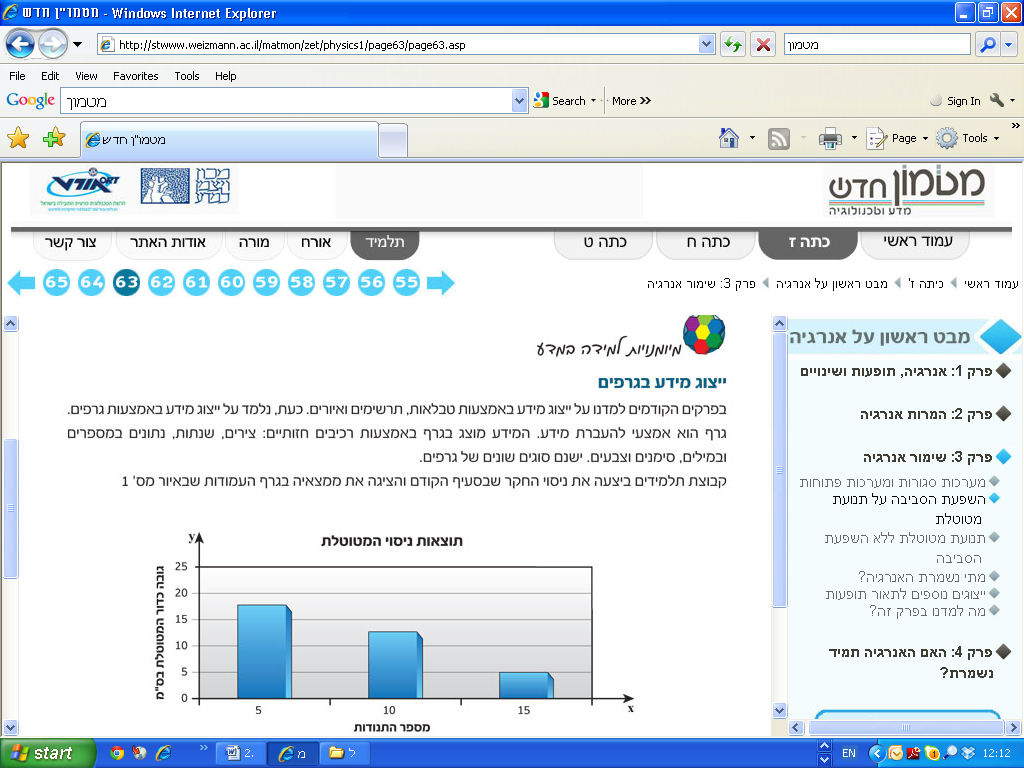 מטמו"ן חדש - Windows Internet Explorer
http://stwww.weizmann.ac.il/matmon/zet/physics1/page63/page63.asp
מטמון
File Edit View Favorites Tools Help
Google מטמון Search More >> Sign In
מטמו"ן חדש Page Tools
ORT אורט
מכון ויצמן למדע
מטמון חדש
מדע וטכנולוגיה
עמוד ראשי כתה ז כתה ח כתה ט תלמיד אורח מורה אודות האתר צור קשר
עמוד ראשי כיתה ז' מבט ראשון על אנרגיה פרק 3: שימור אנרגיה
65 64 63 62 61 60 59 58 57 56 55
מבט ראשון על אנרגיה
פרק 1: אנרגיה, תופעות ושינויים
פרק 2: המרות אנרגיה
פרק 3: שימור אנרגיה
מערכות סגורות ומערכות פתוחות
השפעת הסביבה על תנועת
מטוטלת
תנועת מטוטלת ללא השפעת
הסביבה
מתי נשמרת האנרגיה?
ייצוגים נוספים לתאור תופעות
מה למדנו בפרק זה?
פרק 4: האם האנרגיה תמיד
נשמרת?
מיומנויות למידה במדע
ייצוג מידע בגרפים
בפרקים הקודמים למדנו על ייצוג מידע באמצעות טבלאות, תרשימים ואיורים. כעת, נלמד על ייצוג מידע באמצעות גרפים.
גרף הוא אמצעי להעברת מידע. המידע מוצג בגרף באמצעות רכיבים חזותיים: צירים, שנתות, נתונים במספרים
ובמילים, סימנים וצבעים. ישנם סוגים שונים של גרפים.
קבוצת תלמידים ביצעה את ניסוי החקר שבסעיף הקודם והציגה את ממצאיה בגרף העמודות שבאיור מס' 1
תוצאות ניסוי המטוטלת
y
גובה כדור המטוטלת בס"מ
25
20
15
10
5
0
5 10 15 x
מספר התנודות
start 2. מ ל EN 12:12